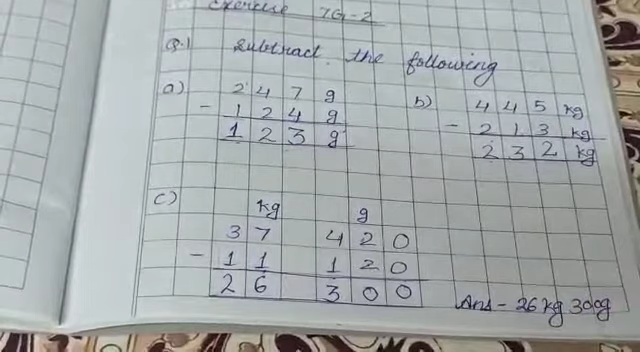 Exercise 7G-2
Q.1 Subtract the following
a) 2 4 7 g
- 1 2 4 g
1 2 3 g
b) 4 4 5 kg
- 2 1 3 kg
2 3 2 kg
c) kg g
3 7 4 2 0
- 1 1 1 2 0
2 6 3 0 0
Ans - 26 kg 300g